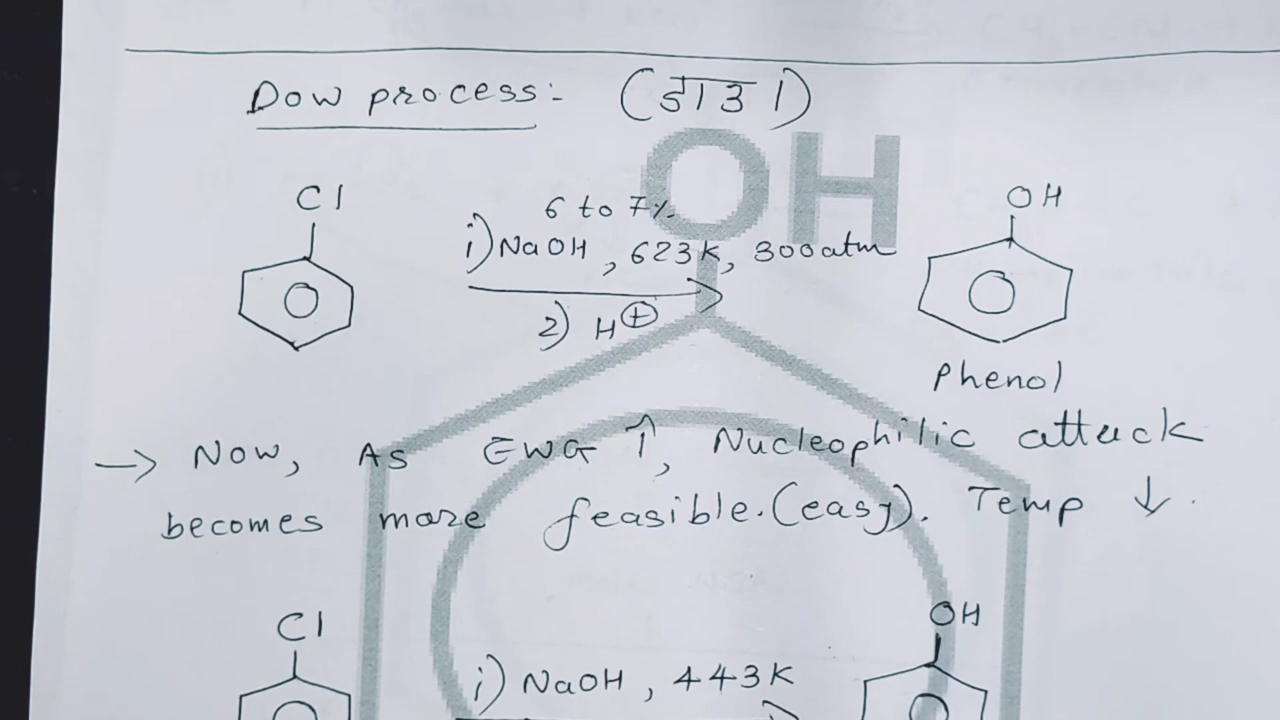 Dow process:- (डाउ।)
Cl
OH
OH
6 to 7%
i) NaOH, 623K, 300atm
2) H⊕
Phenol
→ Now, As EWG ↑, Nucleophilic attack
becomes more feasible. (easy). Temp ↓.
Cl
OH
i) NaOH, 443K